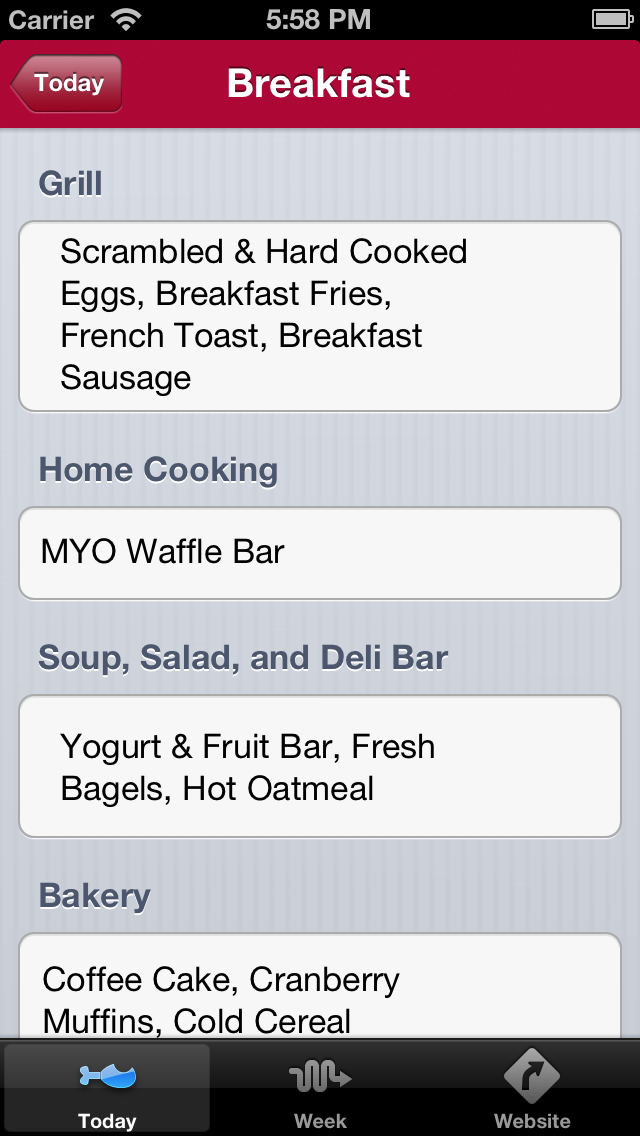 Carrier 5:58 PM
Today Breakfast
Grill
Scrambled & Hard Cooked
Eggs, Breakfast Fries,
French Toast, Breakfast
Sausage
Home Cooking
MYO Waffle Bar
Soup, Salad, and Deli Bar
Yogurt & Fruit Bar, Fresh
Bagels, Hot Oatmeal
Bakery
Coffee Cake, Cranberry
Muffins, Cold Cereal
Today Week Website